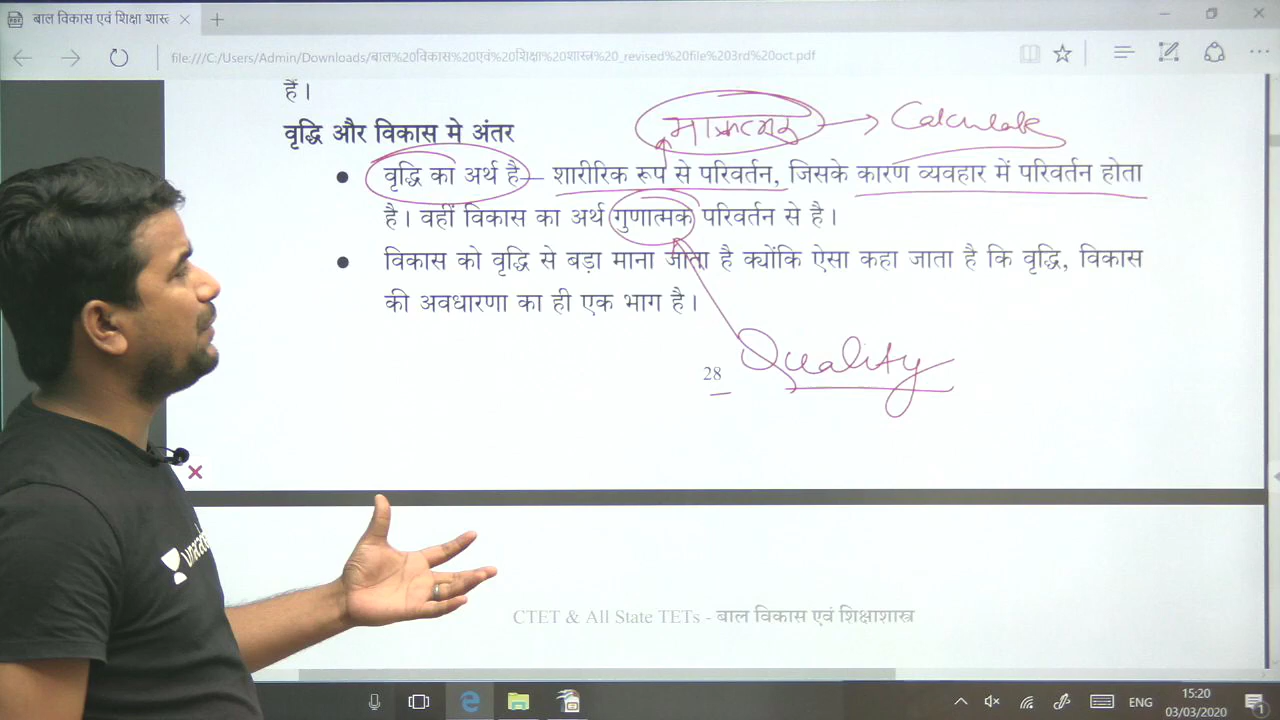 बाल विकास एवं शिक्षा शास्त्
file:///C:/Users/Admin/Downloads/बाल%20विकास%20एवं%20शिक्षा%20शास्त्र%20_revised%20file%203rd%20oct.pdf
हैं।
वृद्धि और विकास मे अंतर
मात्रात्मक → Calculate
● वृद्धि का अर्थ है— शारीरिक रूप से परिवर्तन, जिसके कारण व्यवहार में परिवर्तन होता
है। वहीं विकास का अर्थ गुणात्मक परिवर्तन से है।
● विकास को वृद्धि से बड़ा माना जाता है क्योंकि ऐसा कहा जाता है कि वृद्धि, विकास
की अवधारणा का ही एक भाग है।
Quality
28
CTET & All State TETs - बाल विकास एवं शिक्षाशास्त्र
ENG
15:20
03/03/2020
1